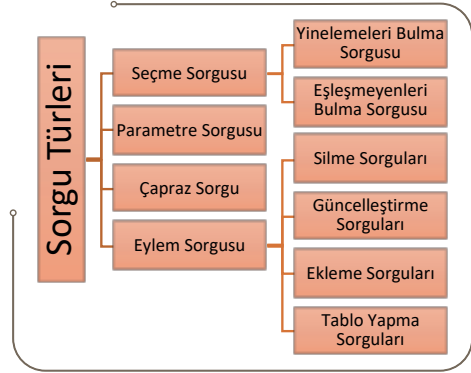 Sorgu Türleri
Seçme Sorgusu
Yinelemeleri Bulma
Sorgusu
Eşleşmeyenleri
Bulma Sorgusu
Parametre Sorgusu
Çapraz Sorgu
Eylem Sorgusu
Silme Sorguları
Güncelleştirme
Sorguları
Ekleme Sorguları
Tablo Yapma
Sorguları